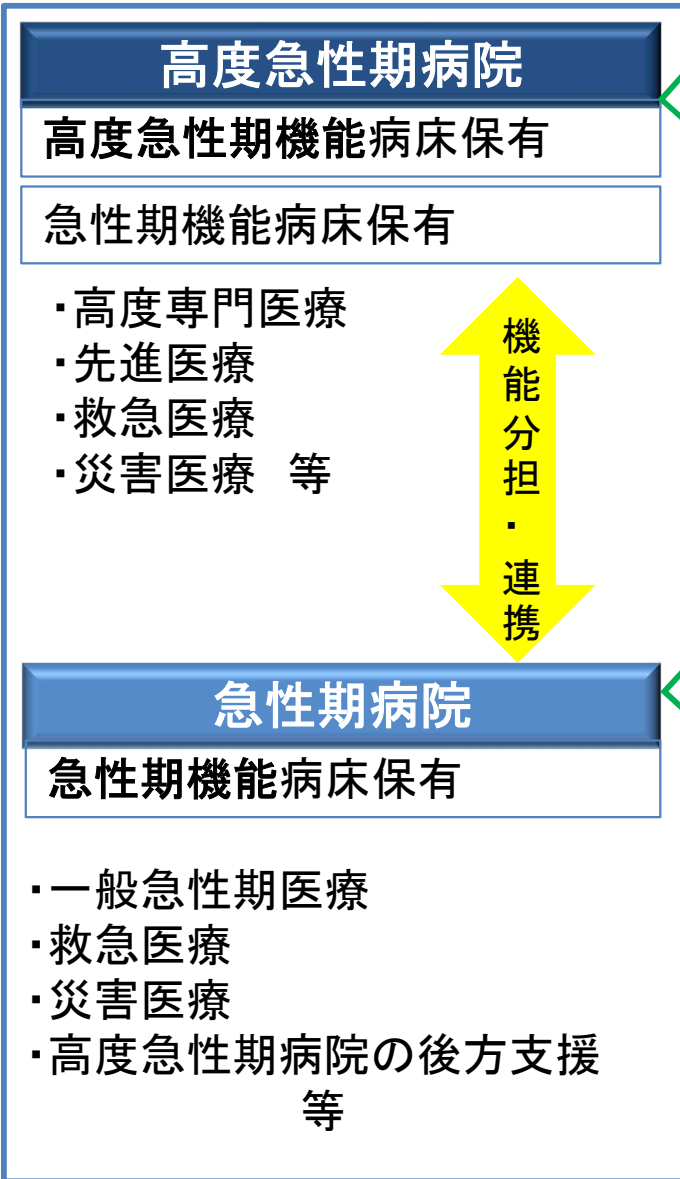 高度急性期病院
高度急性期機能病床保有
急性期機能病床保有
・高度専門医療
・先進医療
・救急医療
・災害医療　等
機能分担・連携
急性期病院
急性期機能病床保有
・一般急性期医療
・救急医療
・災害医療
・高度急性期病院の後方支援
等